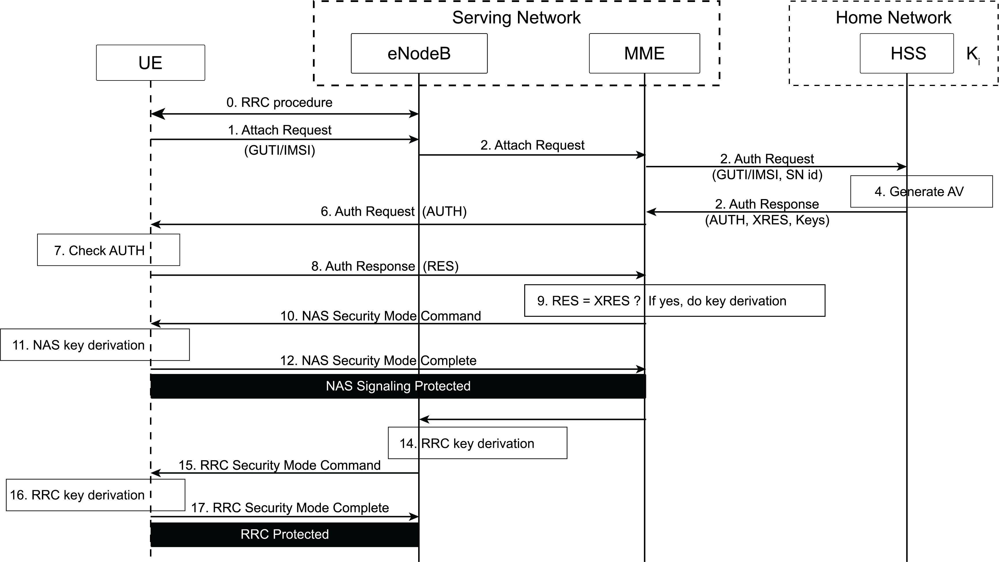 Serving Network
Home Network
UE
eNodeB
MME
HSS
Ki
0. RRC procedure
1. Attach Request
(GUTI/IMSI)
2. Attach Request
2. Auth Request
(GUTI/IMSI, SN id)
4. Generate AV
2. Auth Response
(AUTH, XRES, Keys)
6. Auth Request (AUTH)
7. Check AUTH
8. Auth Response (RES)
9. RES = XRES ? If yes, do key derivation
10. NAS Security Mode Command
11. NAS key derivation
12. NAS Security Mode Complete
NAS Signaling Protected
14. RRC key derivation
15. RRC Security Mode Command
16. RRC key derivation
17. RRC Security Mode Complete
RRC Protected